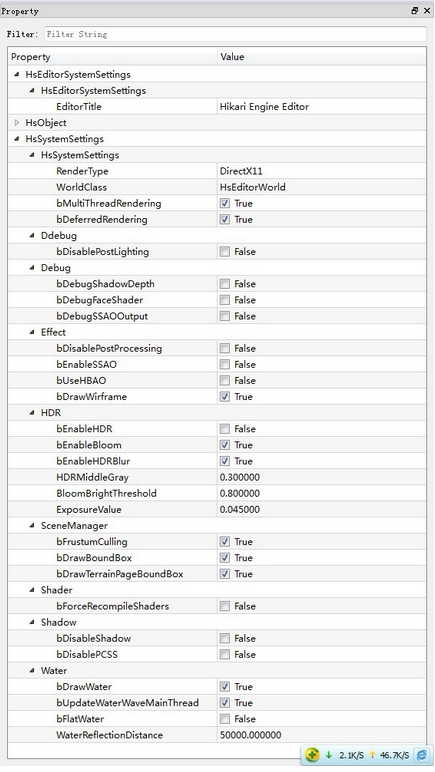 Property
Filter: Filter String
Property Value
HsEditorSystemSettings
HsEditorSystemSettings
EditorTitle Hikari Engine Editor
HsObject
HsSystemSettings
HsSystemSettings
RenderType DirectX11
WorldClass HsEditorWorld
bMultiThreadRendering True
bDeferredRendering True
Ddebug
bDisablePostLighting False
Debug
bDebugShadowDepth False
bDebugFaceShader False
bDebugSSAOOutput False
Effect
bDisablePostProcessing False
bEnableSSAO False
bUseHBAO False
bDrawWirframe True
HDR
bEnableHDR False
bEnableBloom True
bEnableHDRBlur True
HDRMiddleGray 0.300000
BloomBrightThreshold 0.800000
ExposureValue 0.045000
SceneManager
bFrustumCulling True
bDrawBoundBox True
bDrawTerrainPageBoundBox True
Shader
bForceRecompileShaders False
Shadow
bDisableShadow False
bDisablePCSS False
Water
bDrawWater True
bUpdateWaterWaveMainThread True
bFlatWater False
WaterReflectionDistance 50000.000000
2.1K/S 46.7K/S